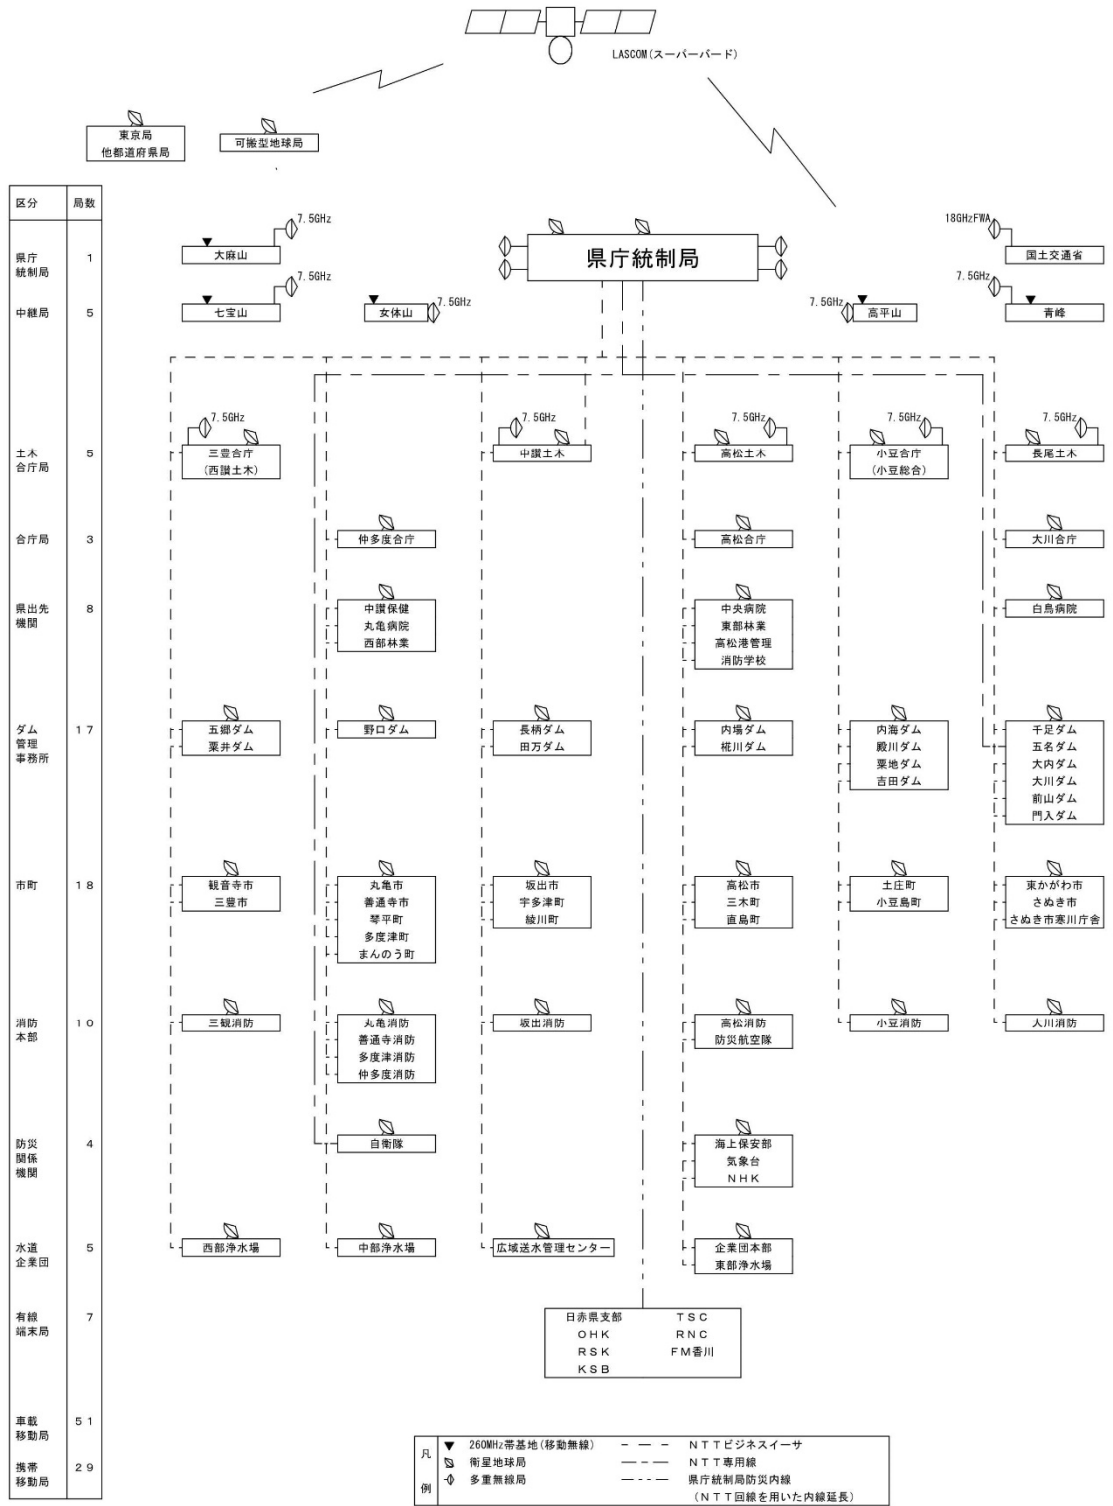 LASCOM(スーパーバード)
東京局
他都道府県局
可搬型地球局
区分 局数
7.5GHz
18GHzFWA
県庁
統制局 1
大麻山
県庁統制局
国土交通省
7.5GHz
7.5GHz
7.5GHz
7.5GHz
中継局 5
七宝山
女体山
高平山
青峰
7.5GHz
7.5GHz
7.5GHz
7.5GHz
7.5GHz
土木
合庁局 5
三豊合庁
(西讃土木)
中讃土木
高松土木
小豆合庁
(小豆総合)
長尾土木
合庁局 3
仲多度合庁
高松合庁
大川合庁
県出先
機関 8
中讃保健
丸亀病院
西部林業
中央病院
東部林業
高松港管理
消防学校
白鳥病院
ダム
管理
事務所 17
五郷ダム
粟井ダム
野口ダム
長柄ダム
田万ダム
内場ダム
椛川ダム
内海ダム
殿川ダム
粟地ダム
吉田ダム
千足ダム
五名ダム
大内ダム
大川ダム
前山ダム
門入ダム
市町 18
観音寺市
三豊市
丸亀市
善通寺市
琴平町
多度津町
まんのう町
坂出市
宇多津町
綾川町
高松市
三木町
直島町
土庄町
小豆島町
東かがわ市
さぬき市
さぬき市寒川庁舎
消防
本部 10
三観消防
丸亀消防
善通寺消防
多度津消防
仲多度消防
坂出消防
高松消防
防災航空隊
小豆消防
大川消防
防災
関係
機関 4
自衛隊
海上保安部
気象台
NHK
水道
企業団 5
西部浄水場
中部浄水場
広域送水管理センター
企業団本部
東部浄水場
有線
端末局 7
日赤県支部 TSC
OHK RNC
RSK FM香川
KSB
車載
移動局 51
携帯
移動局 29
凡例
260MHz帯基地(移動無線)
衛星地球局
多重無線局
NTTビジネスイーサ
NTT専用線
県庁統制局防災内線
(NTT回線を用いた内線延長)